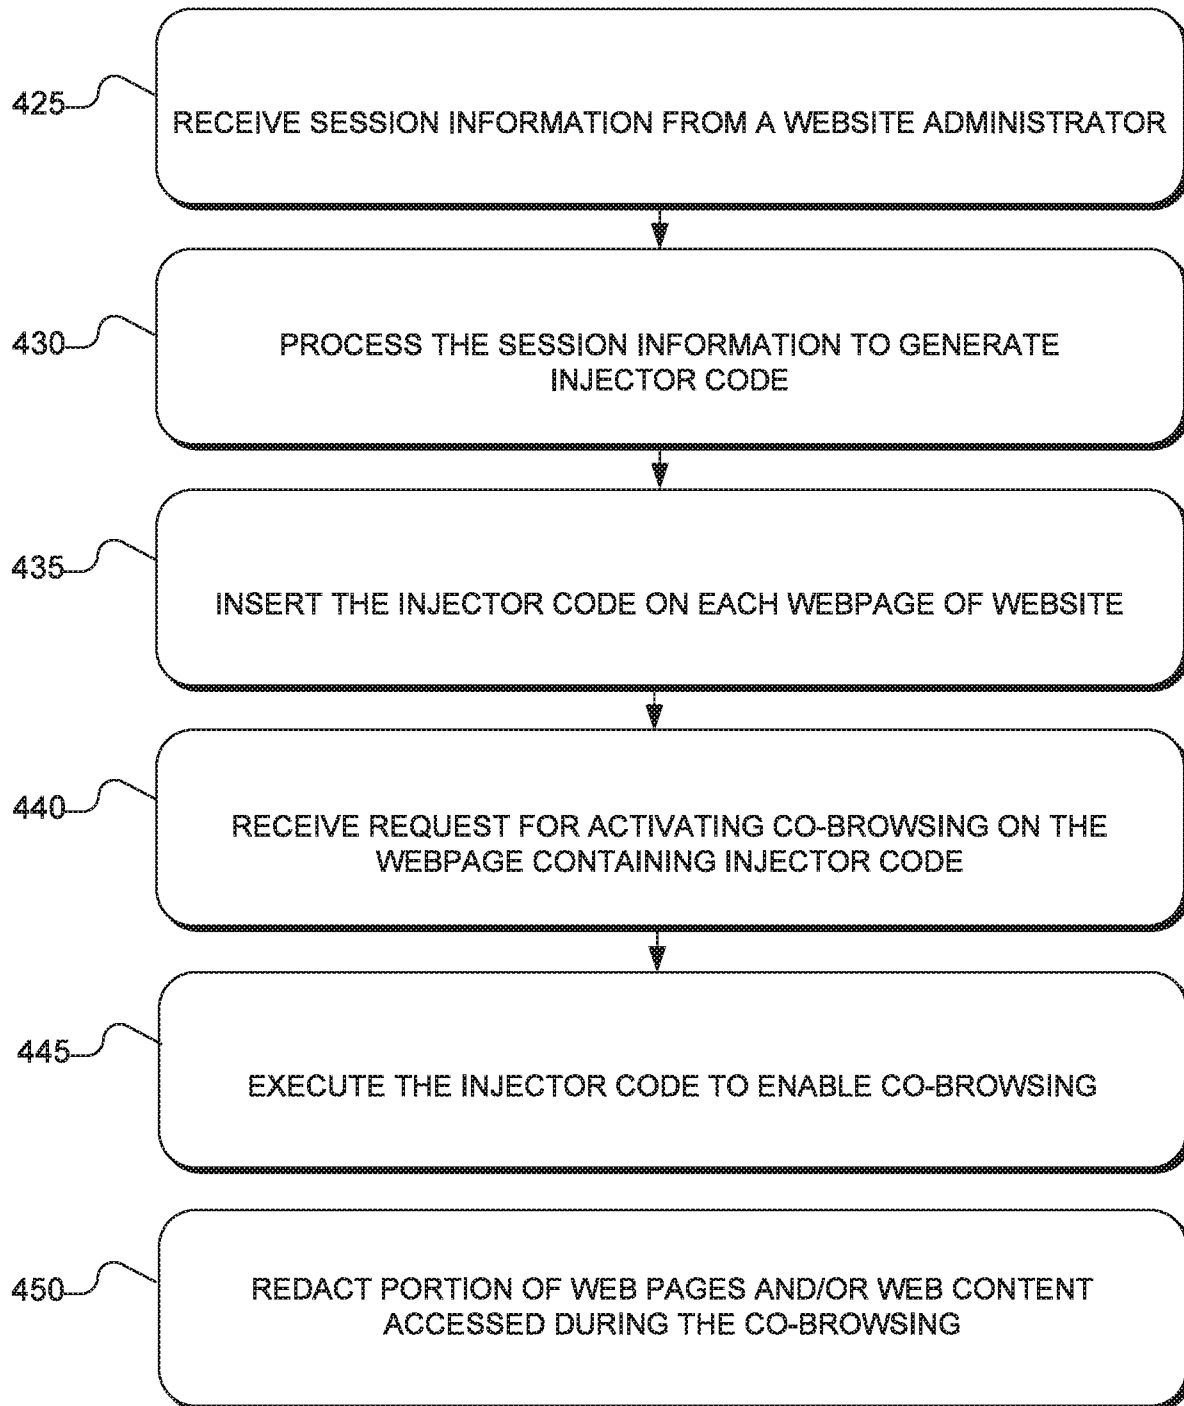 425
RECEIVE SESSION INFORMATION FROM A WEBSITE ADMINISTRATOR
430
PROCESS THE SESSION INFORMATION TO GENERATE
INJECTOR CODE
435
INSERT THE INJECTOR CODE ON EACH WEBPAGE OF WEBSITE
440
RECEIVE REQUEST FOR ACTIVATING CO-BROWSING ON THE
WEBPAGE CONTAINING INJECTOR CODE
445
EXECUTE THE INJECTOR CODE TO ENABLE CO-BROWSING
450
REDACT PORTION OF WEB PAGES AND/OR WEB CONTENT
ACCESSED DURING THE CO-BROWSING